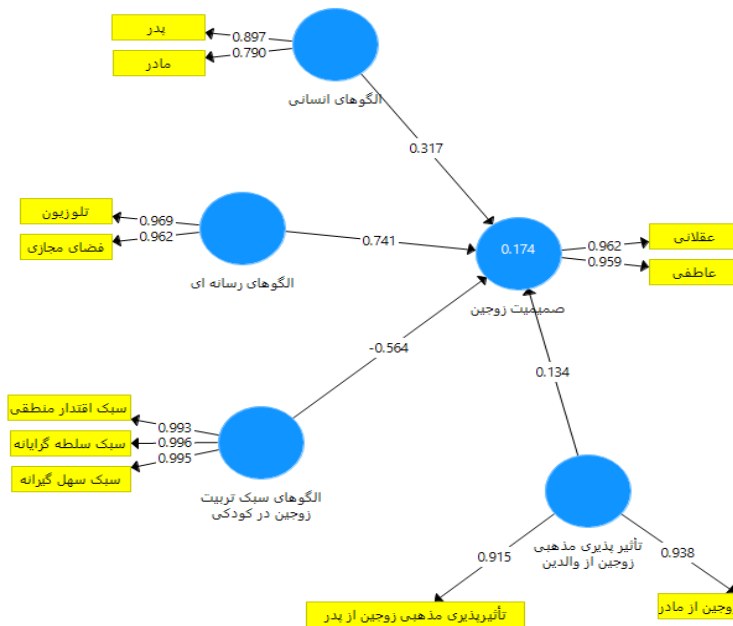 پدر
0.897
0.790
مادر
الگوهای انسانی
0.317
تلوزیون
0.969
0.962
فضای مجازی
الگوهای رسانه ای
0.741
0.174
صمیمیت زوجین
0.962
عقلانی
0.959
عاطفی
-0.564
0.134
سبک اقتدار منطقی
0.993
سبک سلطه گرایانه
0.996
0.995
سبک سهل گیرانه
الگوهای سبک تربیت
زوجین در کودکی
تأثیر پذیری مذهبی
زوجین از والدین
0.915
0.938
تأثیرپذیری مذهبی زوجین از پدر
وجین از مادر